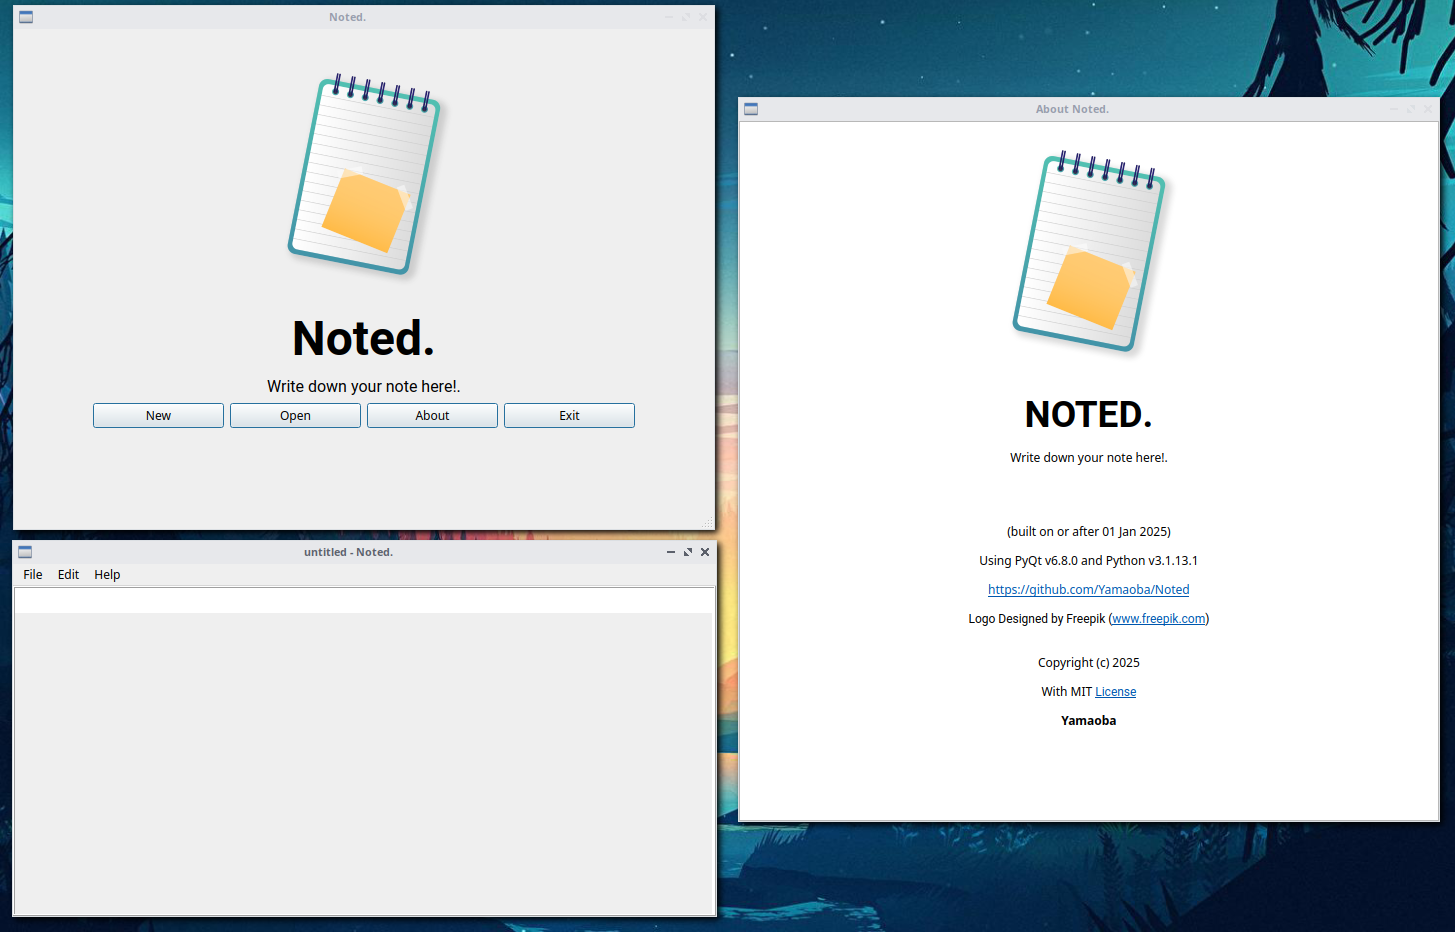 Noted.
Noted.
Write down your note here!.
New Open About Exit
untitled - Noted.
File Edit Help
About Noted.
NOTED.
Write down your note here!.
(built on or after 01 Jan 2025)
Using PyQt v6.8.0 and Python v3.1.13.1
https://github.com/Yamaoba/Noted
Logo Designed by Freepik (www.freepik.com)
Copyright (c) 2025
With MIT License
Yamaoba